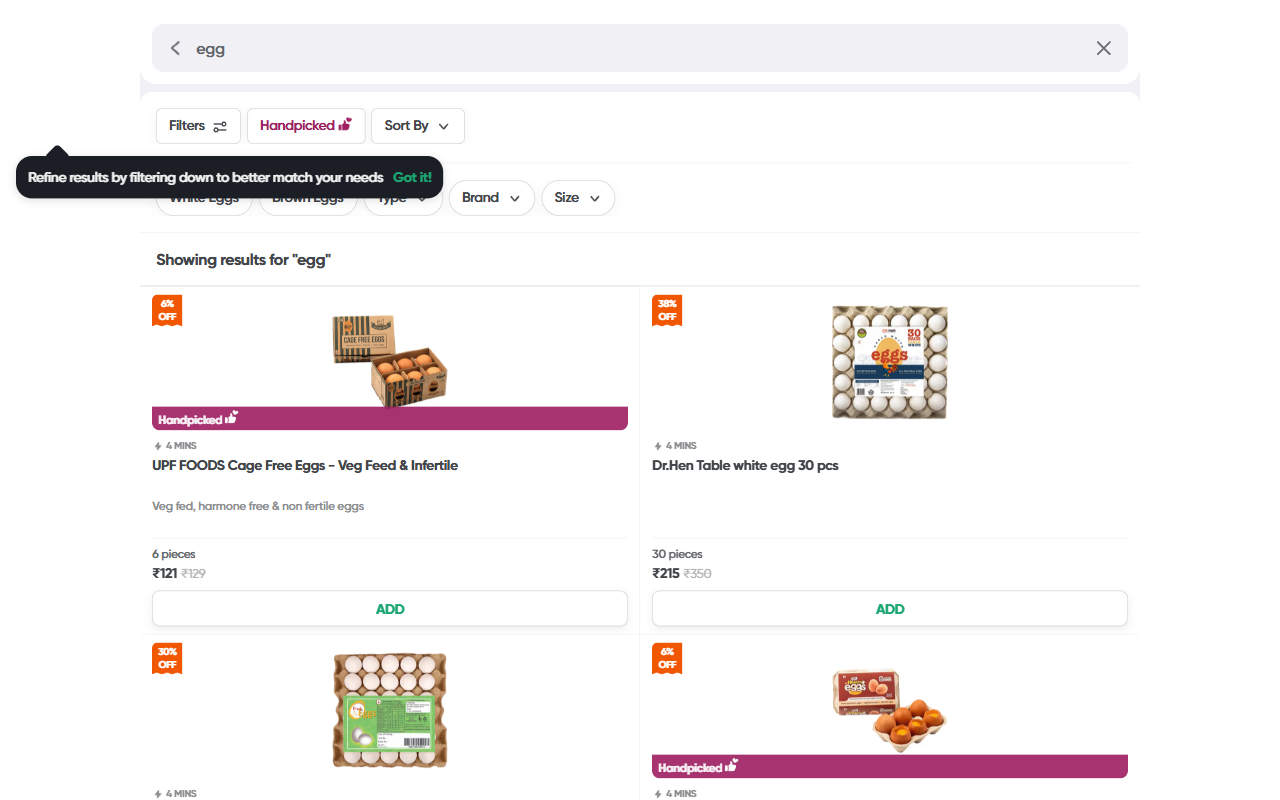 egg
Filters
Handpicked
Sort By
Refine results by filtering down to better match your needs Got it!
White Eggs
Brown Eggs
Type
Brand
Size
Showing results for "egg"
6%
OFF
CAGE FREE EGGS
Handpicked
4 MINS
UPF FOODS Cage Free Eggs - Veg Feed & Infertile
Veg fed, harmone free & non fertile eggs
6 pieces
₹121 ₹129
ADD
38%
OFF
30
PACK
WHITE
eggs
4 MINS
Dr.Hen Table white egg 30 pcs
30 pieces
₹215 ₹350
ADD
30%
OFF
4 MINS
6%
OFF
eggs
Handpicked
4 MINS